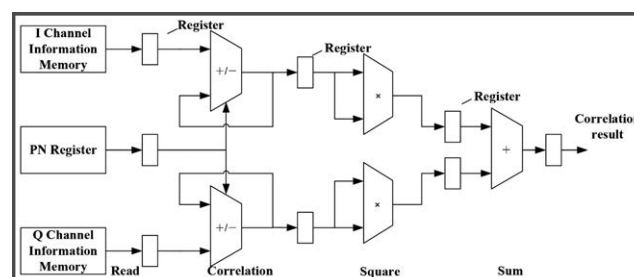 I Channel
Information
Memory
Register
+/−
Register
×
Register
Correlation
result
PN Register
+
+/−
×
Q Channel
Information
Memory
Read
Correlation
Square
Sum